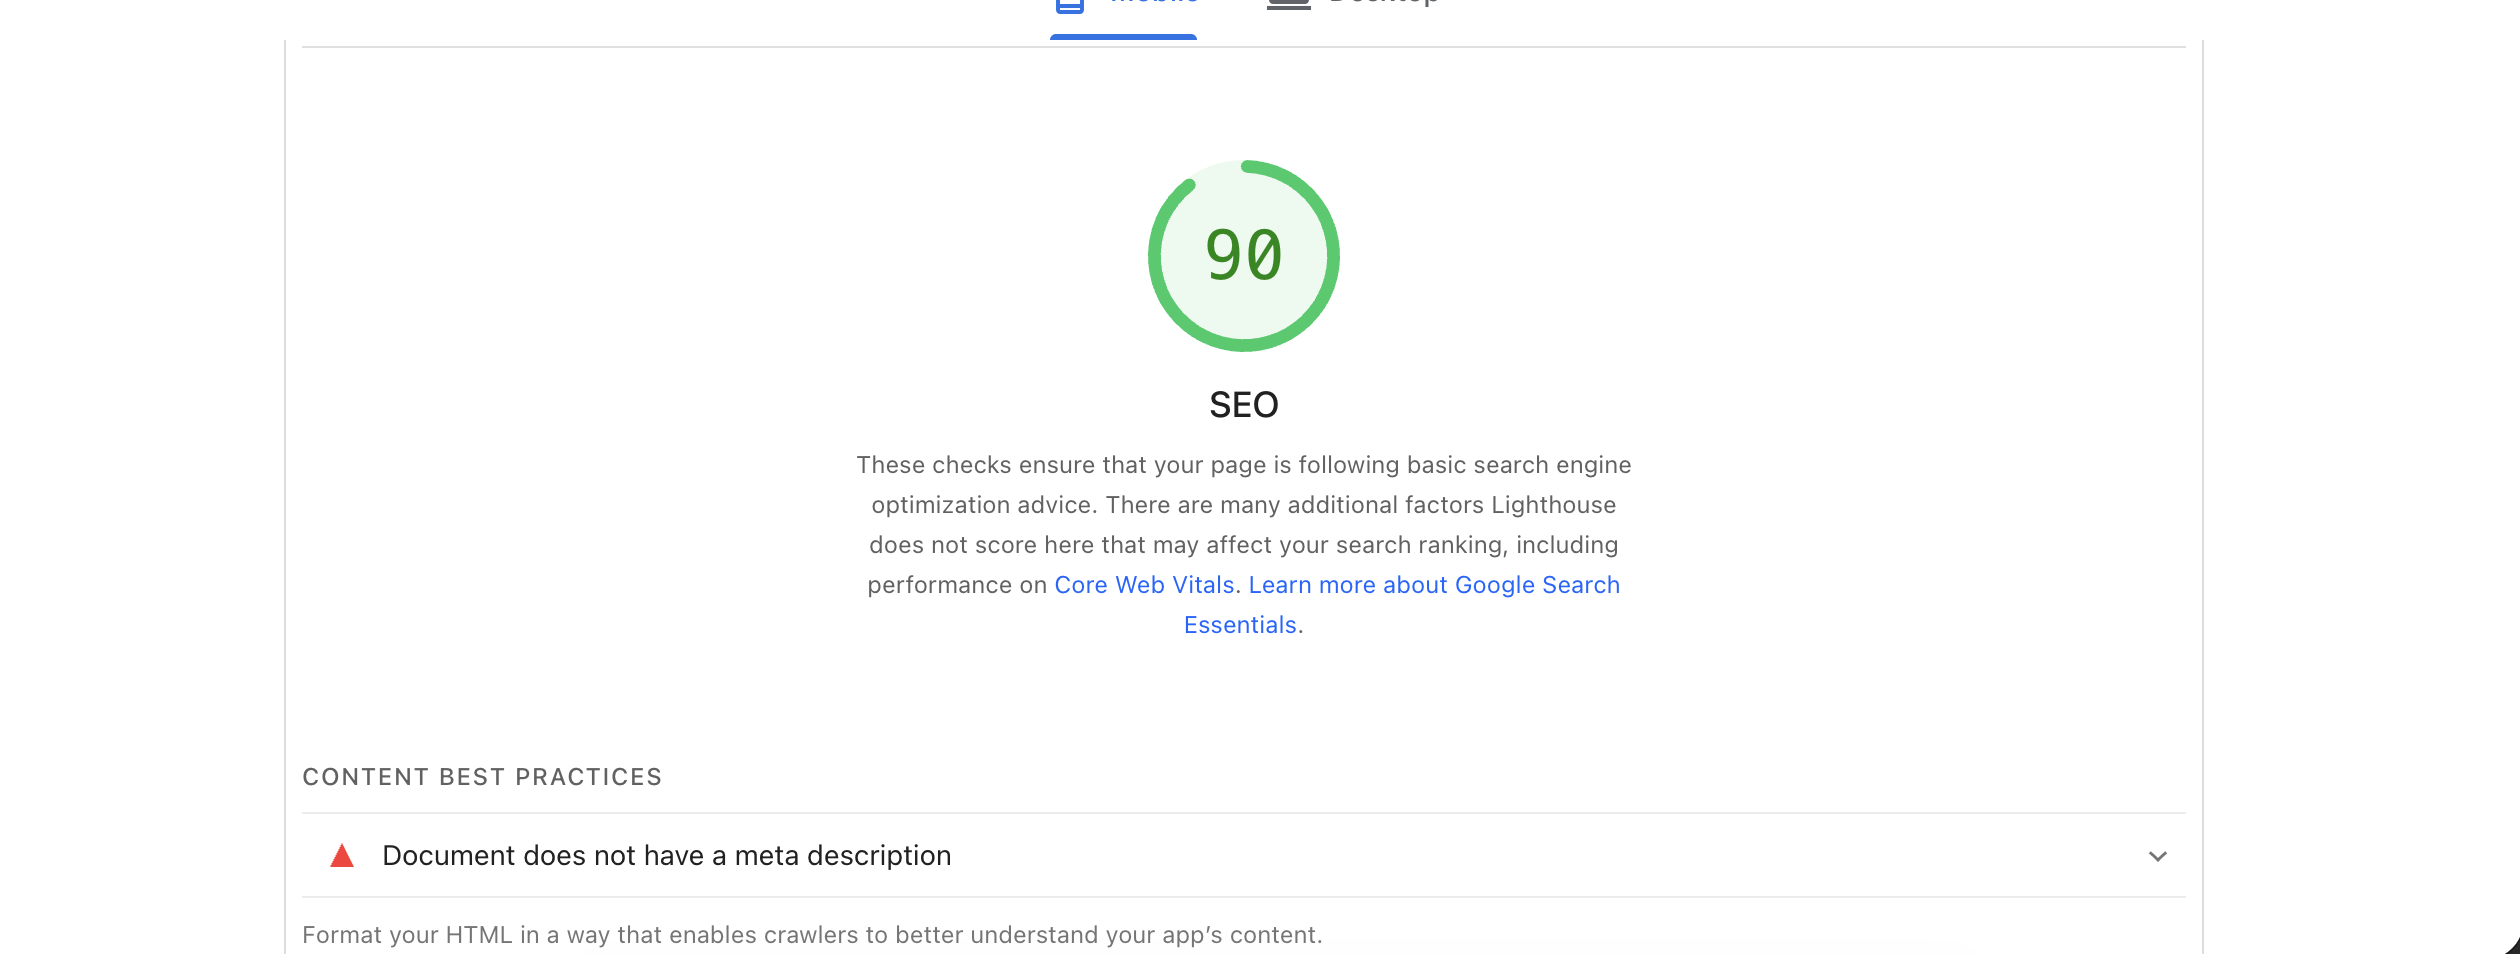 Mobile Desktop
90
SEO
These checks ensure that your page is following basic search engine
optimization advice. There are many additional factors Lighthouse
does not score here that may affect your search ranking, including
performance on Core Web Vitals. Learn more about Google Search
Essentials.
CONTENT BEST PRACTICES
Document does not have a meta description
Format your HTML in a way that enables crawlers to better understand your app’s content.